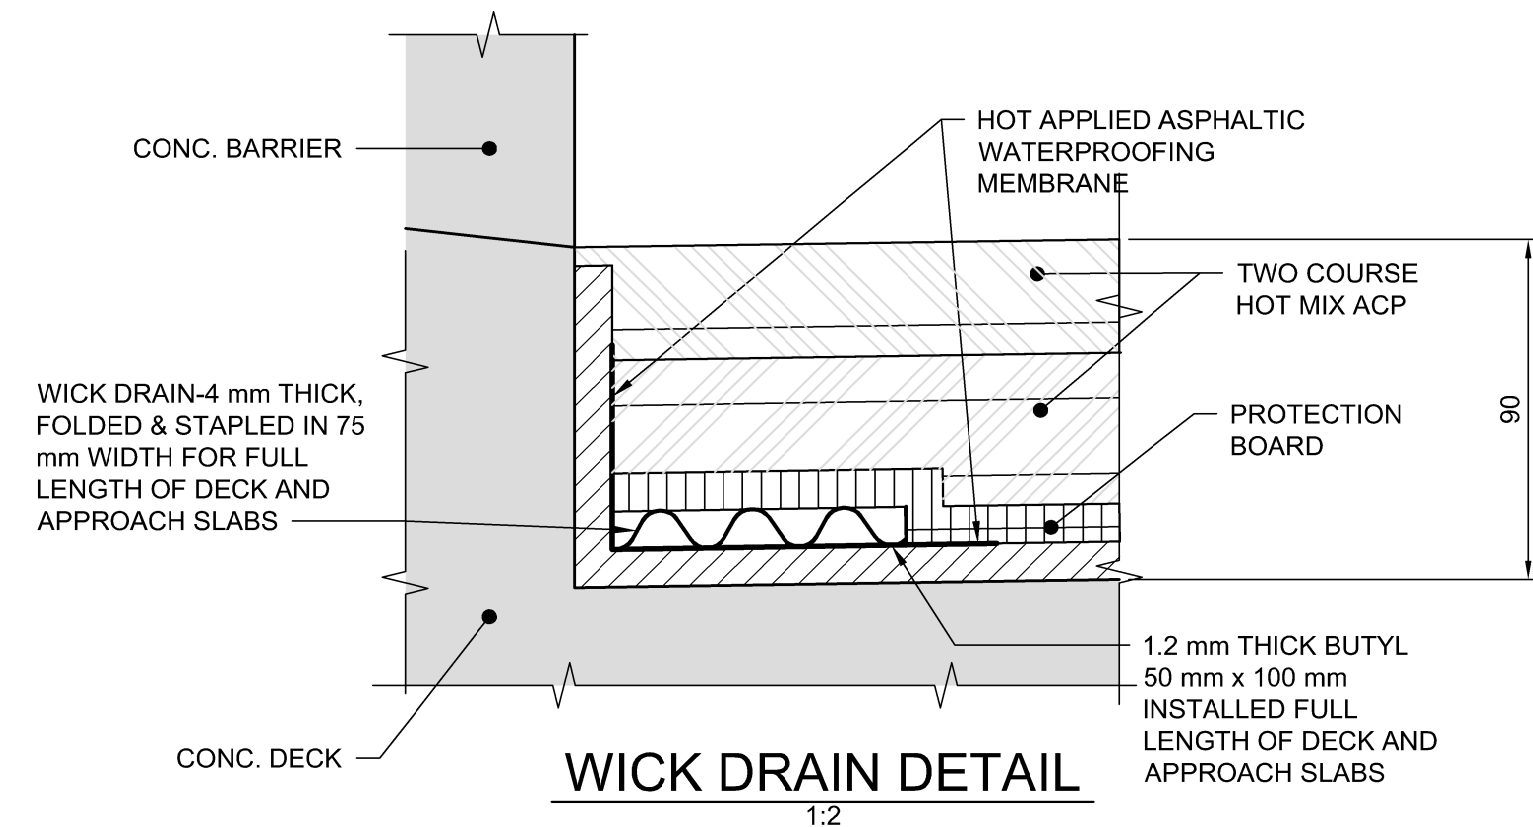 CONC. BARRIER
HOT APPLIED ASPHALTIC
WATERPROOFING
MEMBRANE
TWO COURSE
HOT MIX ACP
WICK DRAIN-4 mm THICK,
FOLDED & STAPLED IN 75
mm WIDTH FOR FULL
LENGTH OF DECK AND
APPROACH SLABS
PROTECTION
BOARD
90
1.2 mm THICK BUTYL
50 mm x 100 mm
INSTALLED FULL
LENGTH OF DECK AND
APPROACH SLABS
CONC. DECK
WICK DRAIN DETAIL
1:2